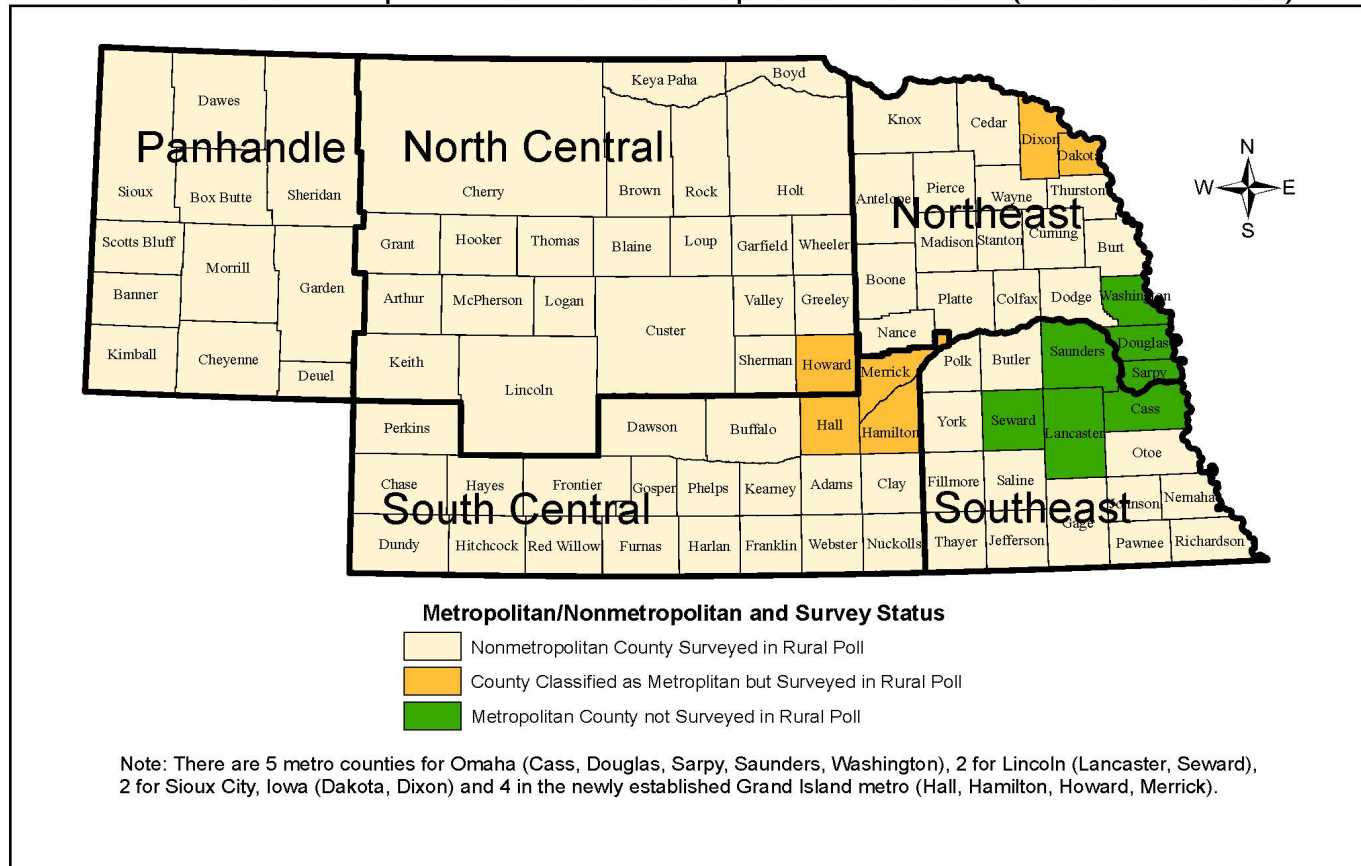 Keya Paha
Boyd
Dawes
Knox
Cedar
Dixon
Dakota
N
W E
S
Panhandle
North Central
Sioux
Box Butte
Sheridan
Cherry
Brown
Rock
Holt
Antelope
Pierce
Wayne
Thurston
Northeast
Scotts Bluff
Morrill
Grant
Hooker
Thomas
Blaine
Loup
Garfield
Wheeler
Madison
Stanton
Cuming
Burt
Banner
Garden
Arthur
McPherson
Logan
Custer
Valley
Greeley
Boone
Platte
Colfax
Dodge
Washington
Nance
Kimball
Cheyenne
Deuel
Keith
Lincoln
Sherman
Howard
Merrick
Polk
Butler
Saunders
Douglas
Sarpy
Perkins
Dawson
Buffalo
Hall
Hamilton
York
Seward
Lancaster
Cass
Otoe
Chase
Hayes
Frontier
Gosper
Phelps
Kearney
Adams
Clay
Fillmore
Saline
Johnson
Nemaha
South Central
Southeast
Gage
Dundy
Hitchcock
Red Willow
Furnas
Harlan
Franklin
Webster
Nuckolls
Thayer
Jefferson
Pawnee
Richardson
Metropolitan/Nonmetropolitan and Survey Status
Nonmetropolitan County Surveyed in Rural Poll
County Classified as Metroplitan but Surveyed in Rural Poll
Metropolitan County not Surveyed in Rural Poll
Note: There are 5 metro counties for Omaha (Cass, Douglas, Sarpy, Saunders, Washington), 2 for Lincoln (Lancaster, Seward),
2 for Sioux City, Iowa (Dakota, Dixon) and 4 in the newly established Grand Island metro (Hall, Hamilton, Howard, Merrick).